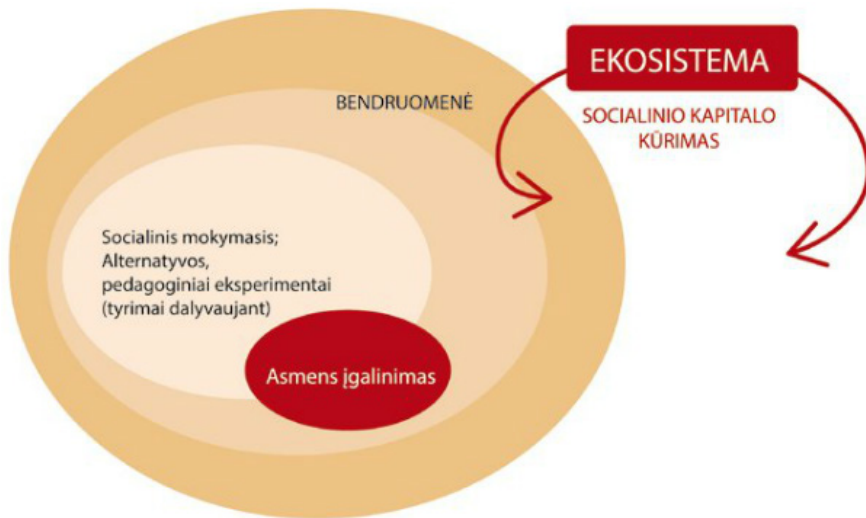 EKOSISTEMA
SOCIALINIO KAPITALO
KŪRIMAS
BENDRUOMENĖ
Socialinis mokymasis;
Alternatyvos,
pedagoginiai eksperimentai
(tyrimai dalyvaujant)
Asmens įgalinimas